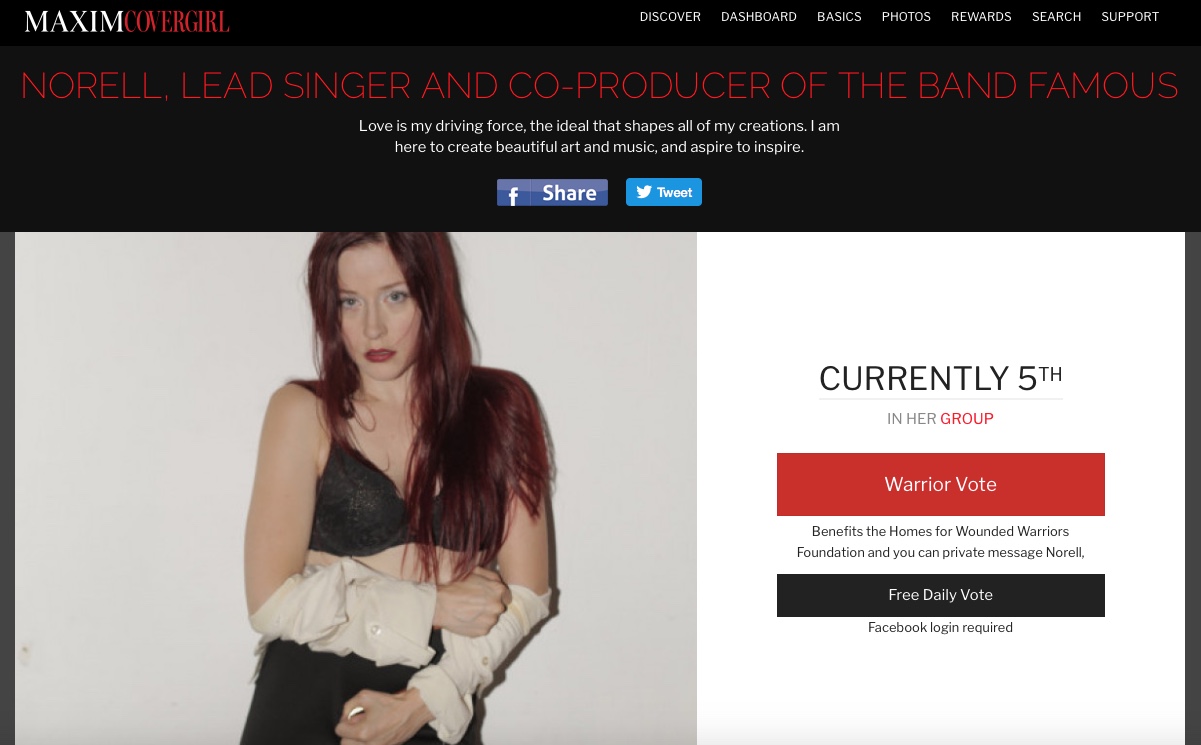 MAXIMCOVERGIRL
DISCOVER DASHBOARD BASICS PHOTOS REWARDS SEARCH SUPPORT
NORELL, LEAD SINGER AND CO-PRODUCER OF THE BAND FAMOUS
Love is my driving force, the ideal that shapes all of my creations. I am
here to create beautiful art and music, and aspire to inspire.
f Share Tweet
CURRENTLY 5TH
IN HER GROUP
Warrior Vote
Benefits the Homes for Wounded Warriors
Foundation and you can private message Norell,
Free Daily Vote
Facebook login required